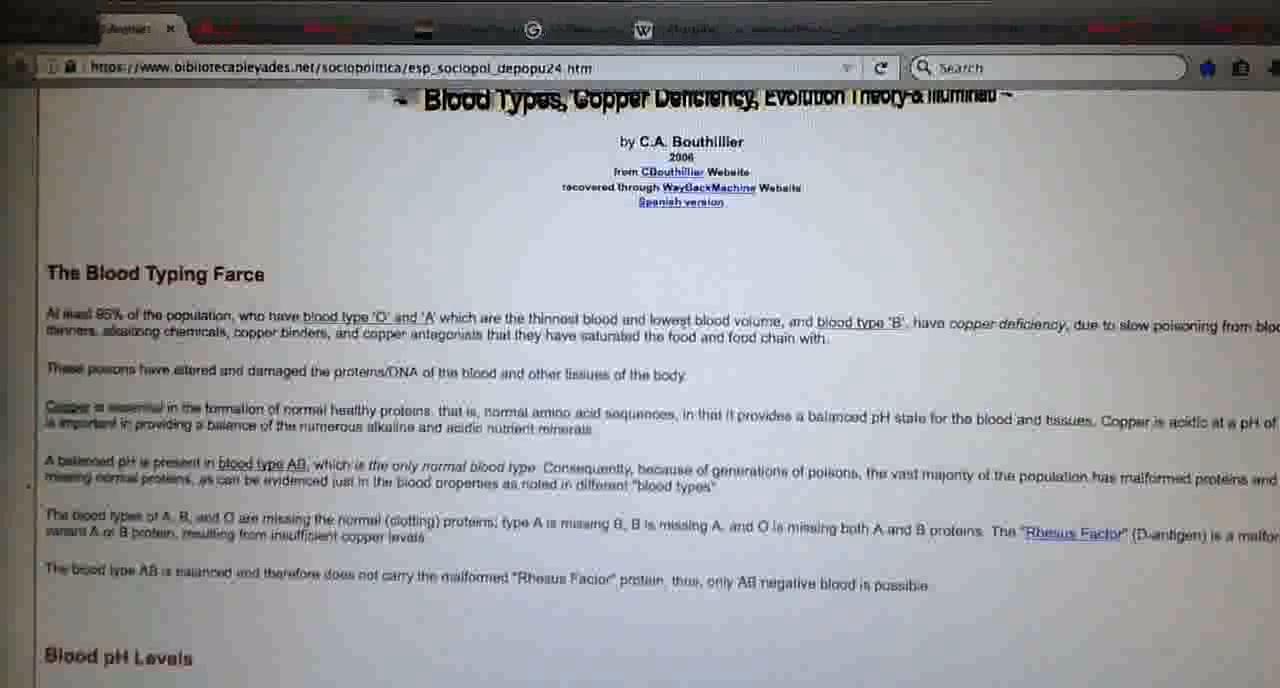 https://www.bibliotecapleyades.net/sociopolitica/esp_sociopol_depopu24.htm
Search
~ Blood Types, Copper Deficiency, Evolution Theory & Illuminati ~
by C.A. Bouthillier
2006
from CBouthillier Website
recovered through WayBackMachine Website
Spanish version
The Blood Typing Farce
At least 95% of the population, who have blood type 'O' and 'A' which are the thinnest blood and lowest blood volume, and blood type 'B', have copper deficiency, due to slow poisoning from
thinners, alkalizing chemicals, copper binders, and copper antagonists that they have saturated the food and food chain with.
These poisons have altered and damaged the proteins/DNA of the blood and other tissues of the body.
Copper is essential in the formation of normal healthy proteins, that is, normal amino acid sequences, in that it provides a balanced pH state for the blood and tissues. Copper is acidic at a pH of
is important in providing a balance of the numerous alkaline and acidic nutrient minerals.
A balanced pH is present in blood type AB, which is the only normal blood type. Consequently, because of generations of poisons, the vast majority of the population has malformed proteins and
missing normal proteins, as can be evidenced just in the blood properties as noted in different "blood types"
The blood types of A, B, and O are missing the normal (clotting) proteins; type A is missing B, B is missing A, and O is missing both A and B proteins. The "Rhesus Factor" (D-antigen) is a
variant A or B protein, resulting from insufficient copper levels.
The blood type AB is balanced and therefore does not carry the malformed "Rhesus Factor" protein, thus, only AB negative blood is possible.
Blood pH Levels